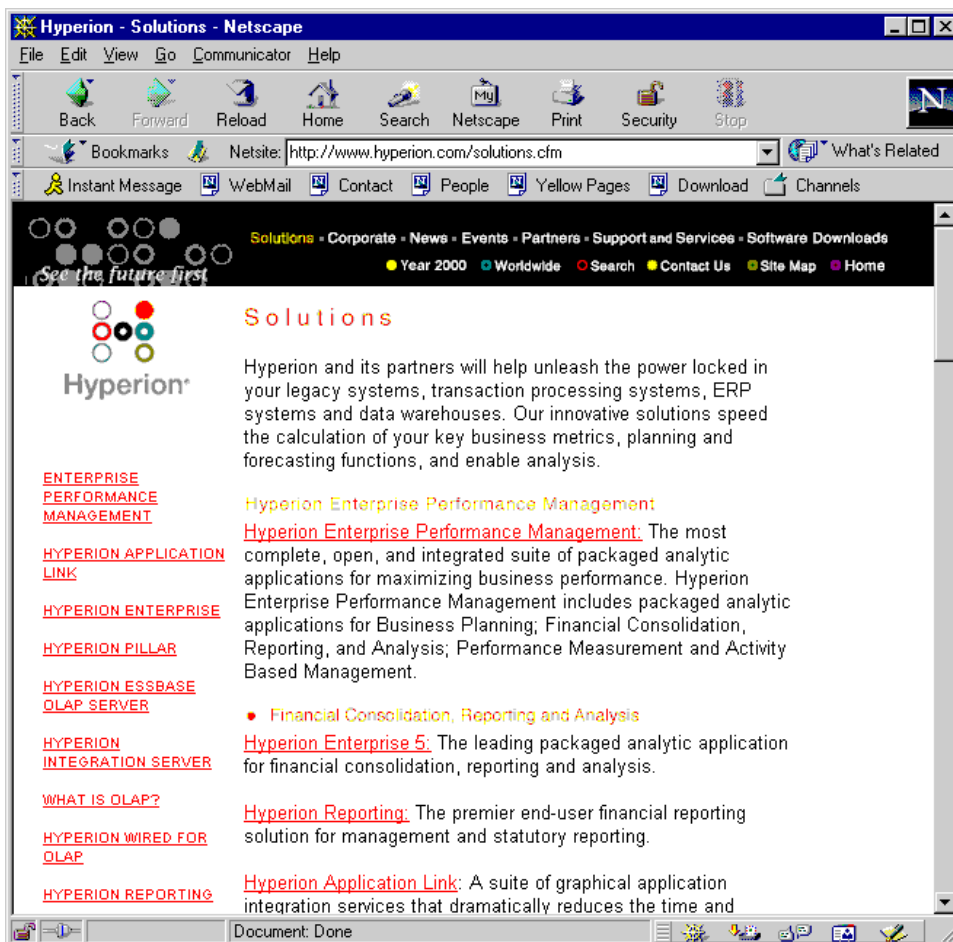 Hyperion - Solutions - Netscape
File Edit View Go Communicator Help
Back Forward Reload Home Search Netscape Print Security Stop
My
N
Bookmarks Netsite: http://www.hyperion.com/solutions.cfm What's Related
Instant Message WebMail Contact People Yellow Pages Download Channels
Solutions Corporate News Events Partners Support and Services Software Downloads
Year 2000 Worldwide Search Contact Us Site Map Home
See the future first
Hyperion
ENTERPRISE
PERFORMANCE
MANAGEMENT
HYPERION APPLICATION
LINK
HYPERION ENTERPRISE
HYPERION PILLAR
HYPERION ESSBASE
OLAP SERVER
HYPERION
INTEGRATION SERVER
WHAT IS OLAP?
HYPERION WIRED FOR
OLAP
HYPERION REPORTING
Solutions
Hyperion and its partners will help unleash the power locked in
your legacy systems, transaction processing systems, ERP
systems and data warehouses. Our innovative solutions speed
the calculation of your key business metrics, planning and
forecasting functions, and enable analysis.
Hyperion Enterprise Performance Management
Hyperion Enterprise Performance Management: The most
complete, open, and integrated suite of packaged analytic
applications for maximizing business performance. Hyperion
Enterprise Performance Management includes packaged analytic
applications for Business Planning; Financial Consolidation,
Reporting, and Analysis; Performance Measurement and Activity
Based Management.
• Financial Consolidation, Reporting and Analysis
Hyperion Enterprise 5: The leading packaged analytic application
for financial consolidation, reporting and analysis.
Hyperion Reporting: The premier end-user financial reporting
solution for management and statutory reporting.
Hyperion Application Link: A suite of graphical application
integration services that dramatically reduces the time and
Document: Done